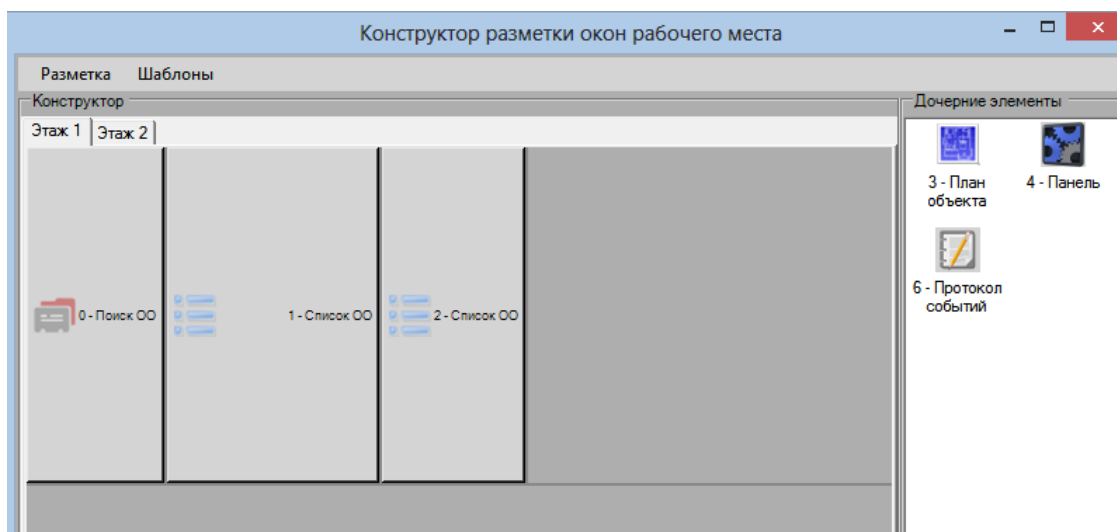 Конструктор разметки окон рабочего места
Разметка Шаблоны
Конструктор
Дочерние элементы
Этаж 1 Этаж 2
3 - План
объекта
4 - Панель
6 - Протокол
событий
0 - Поиск ОО
1 - Список ОО
2 - Список ОО